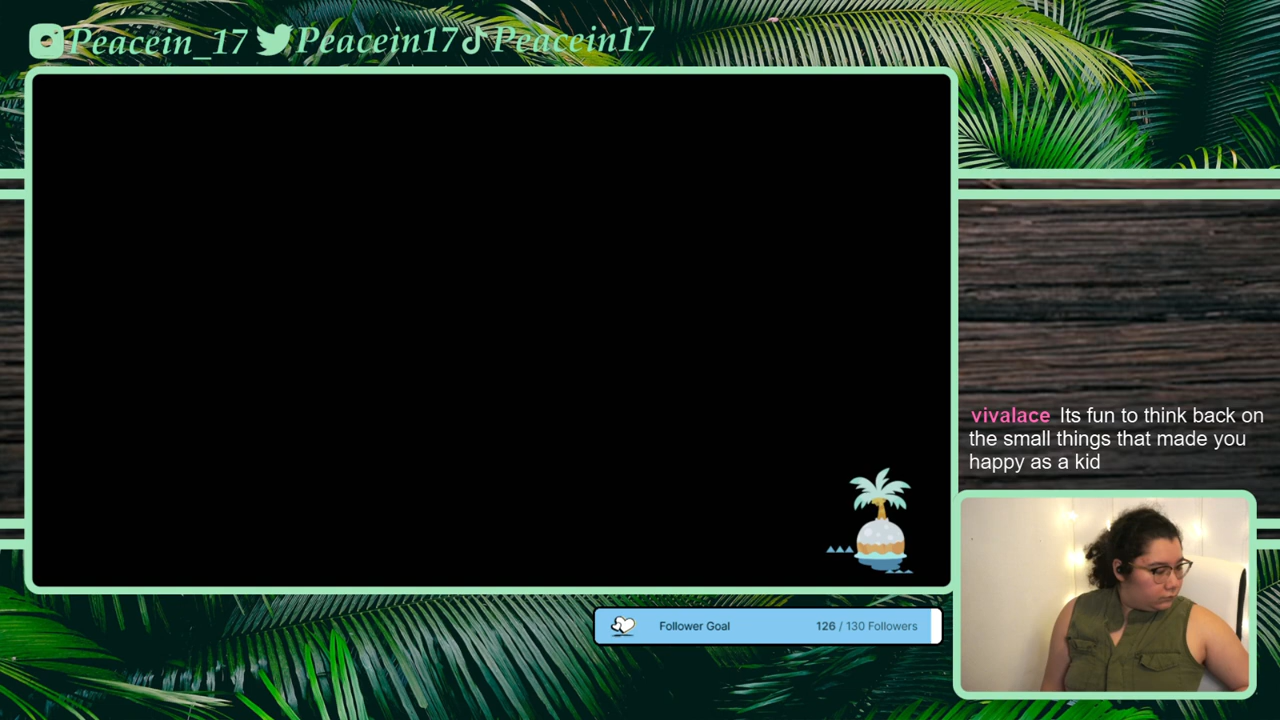 Peacein_17 Peacein17 Peacein17
vivalace Its fun to think back on
the small things that made you
happy as a kid
Follower Goal 126 / 130 Followers